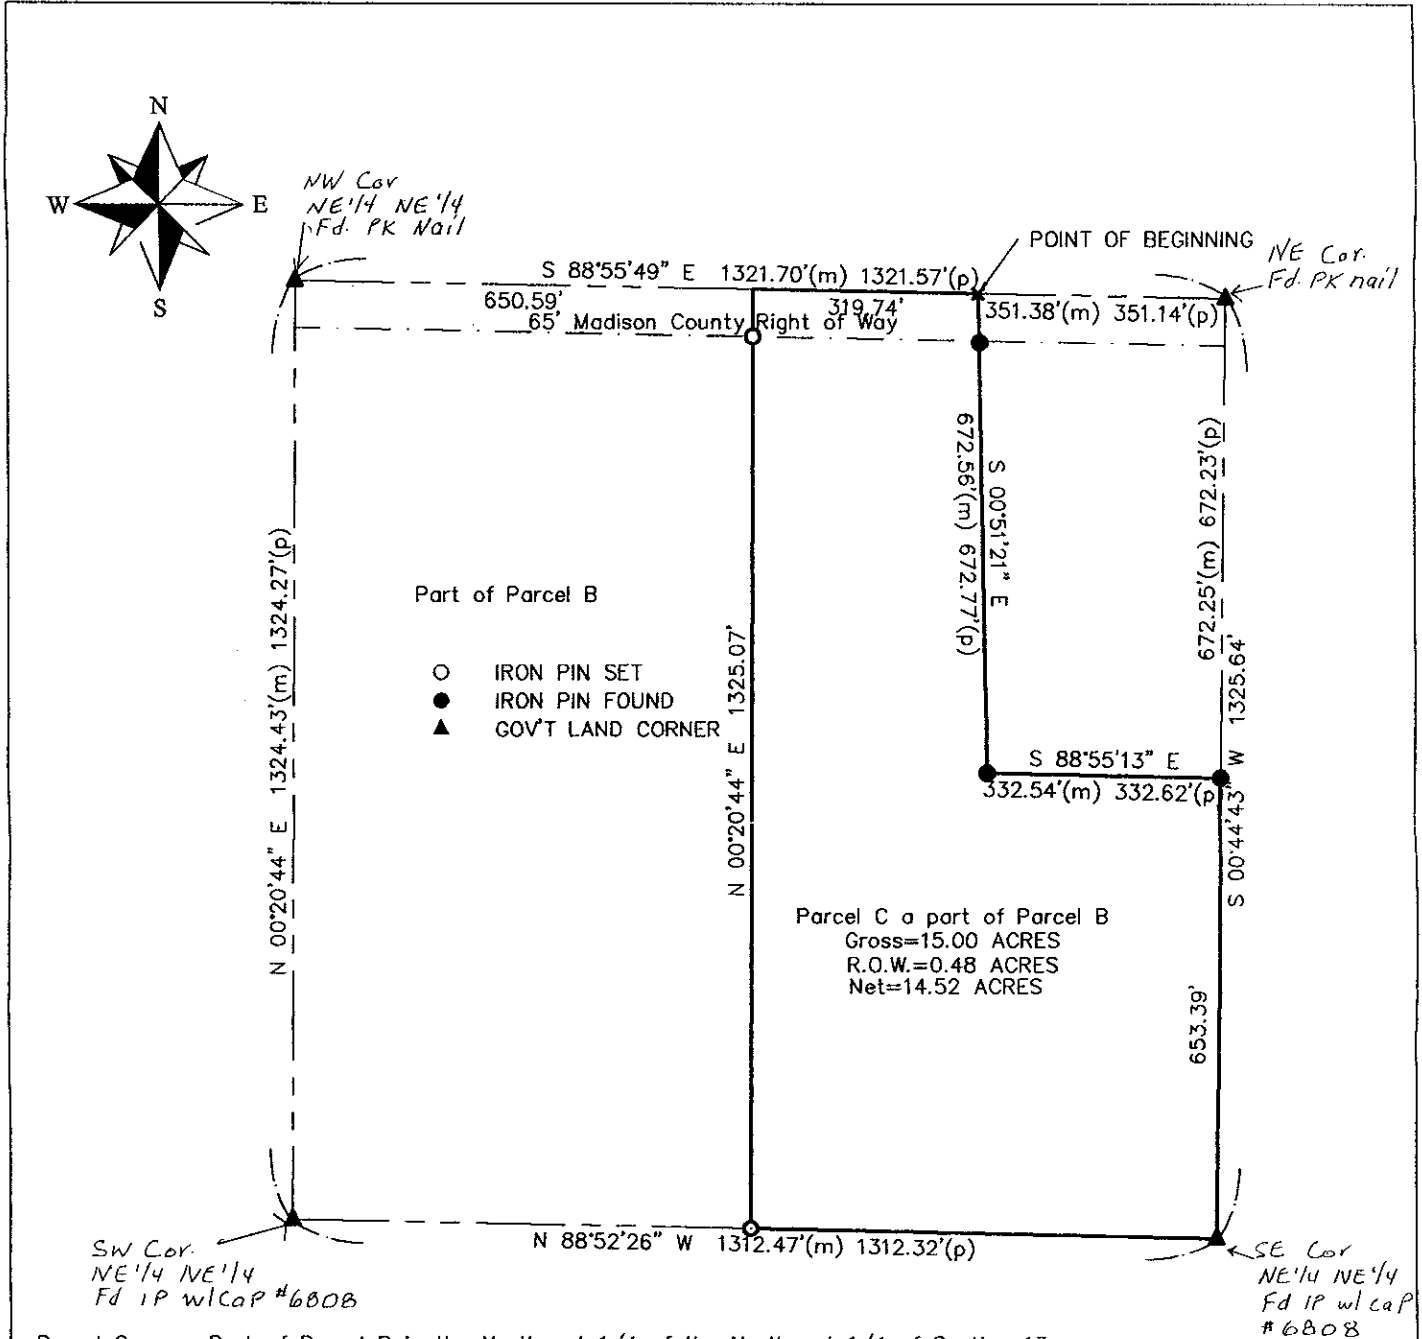 N
W E
S
NW Cor
NE 1/4 NE 1/4
Fd. PK Nail
POINT OF BEGINNING
NE Cor.
Fd. PK nail
S 88°55'49" E 1321.70'(m) 1321.57'(p)
650.59'
319.74'
351.38'(m) 351.14'(p)
65' Madison County Right of Way
N 00°20'44" E 1324.43'(m) 1324.27'(p)
672.56'(m) 672.77'(p)
S 00°51'21" E
672.25'(m) 672.23'(p)
Part of Parcel B
IRON PIN SET
IRON PIN FOUND
GOV'T LAND CORNER
N 00°20'44" E 1325.07'
S 88°55'13" E
332.54'(m) 332.62'(p)
S 00°44'43" W 1325.64'
Parcel C a part of Parcel B
Gross=15.00 ACRES
R.O.W.=0.48 ACRES
Net=14.52 ACRES
653.39'
N 88°52'26" W 1312.47'(m) 1312.32'(p)
SW Cor.
NE 1/4 NE 1/4
Fd IP w/cap #6808
SE Cor
NE 1/4 NE 1/4
Fd IP w/cap
#6808